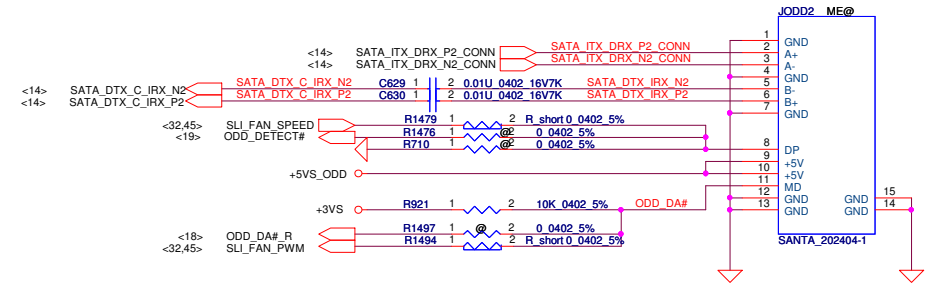 JODD2 ME@
1 GND
<14> SATA_ITX_DRX_P2_CONN SATA_ITX_DRX_P2_CONN 2 A+
<14> SATA_ITX_DRX_N2_CONN SATA_ITX_DRX_N2_CONN 3 A-
4 GND
<14> SATA_DTX_C_IRX_N2 SATA_DTX_C_IRX_N2 C629 1 2 0.01U_0402_16V7K SATA_DTX_IRX_N2 5 B-
<14> SATA_DTX_C_IRX_P2 SATA_DTX_C_IRX_P2 C630 1 2 0.01U_0402_16V7K SATA_DTX_IRX_P2 6 B+
7 GND
<32,45> SLI_FAN_SPEED R1479 1 2 R_short 0_0402_5%
<19> ODD_DETECT# R1476 1 @ 2 0_0402_5%
R710 1 @ 2 0_0402_5% 8 DP
9 +5V
+5VS_ODD 10 +5V
11 MD
+3VS R921 1 2 10K_0402_5% ODD_DA# 12 GND GND 15
13 GND GND 14
<18> ODD_DA#_R R1497 1 @ 2 0_0402_5%
SANTA_202404-1
<32,45> SLI_FAN_PWM R1494 1 2 R_short 0_0402_5%